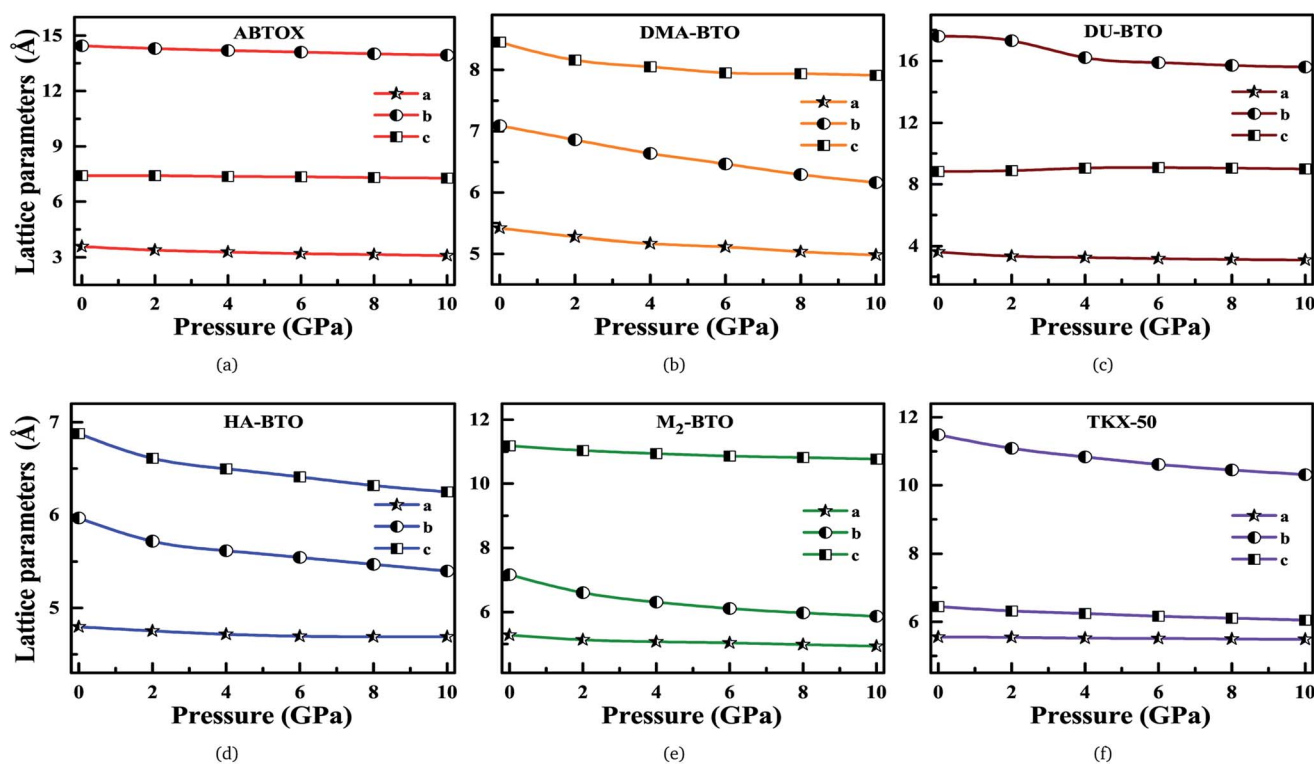 ABTOX
Lattice parameters (Å)
15
12
9
6
3
a
b
c
0 2 4 6 8 10
Pressure (GPa)
(a)
DMA-BTO
8
7
6
5
a
b
c
0 2 4 6 8 10
Pressure (GPa)
(b)
DU-BTO
16
12
8
4
a
b
c
0 2 4 6 8 10
Pressure (GPa)
(c)
HA-BTO
Lattice parameters (Å)
7
6
5
a
b
c
0 2 4 6 8 10
Pressure (GPa)
(d)
M₂-BTO
12
10
8
6
a
b
c
0 2 4 6 8 10
Pressure (GPa)
(e)
TKX-50
12
10
8
6
a
b
c
0 2 4 6 8 10
Pressure (GPa)
(f)